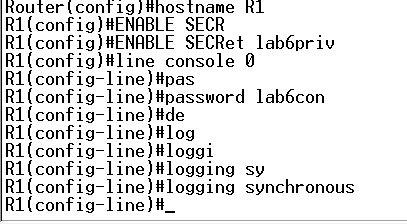 Router(config)#hostname R1
R1(config)#ENABLE SECR
R1(config)#ENABLE SECRet lab6priv
R1(config)#line console 0
R1(config-line)#pas
R1(config-line)#password lab6con
R1(config-line)#de
R1(config-line)#log
R1(config-line)#loggi
R1(config-line)#logging sy
R1(config-line)#logging synchronous
R1(config-line)#_